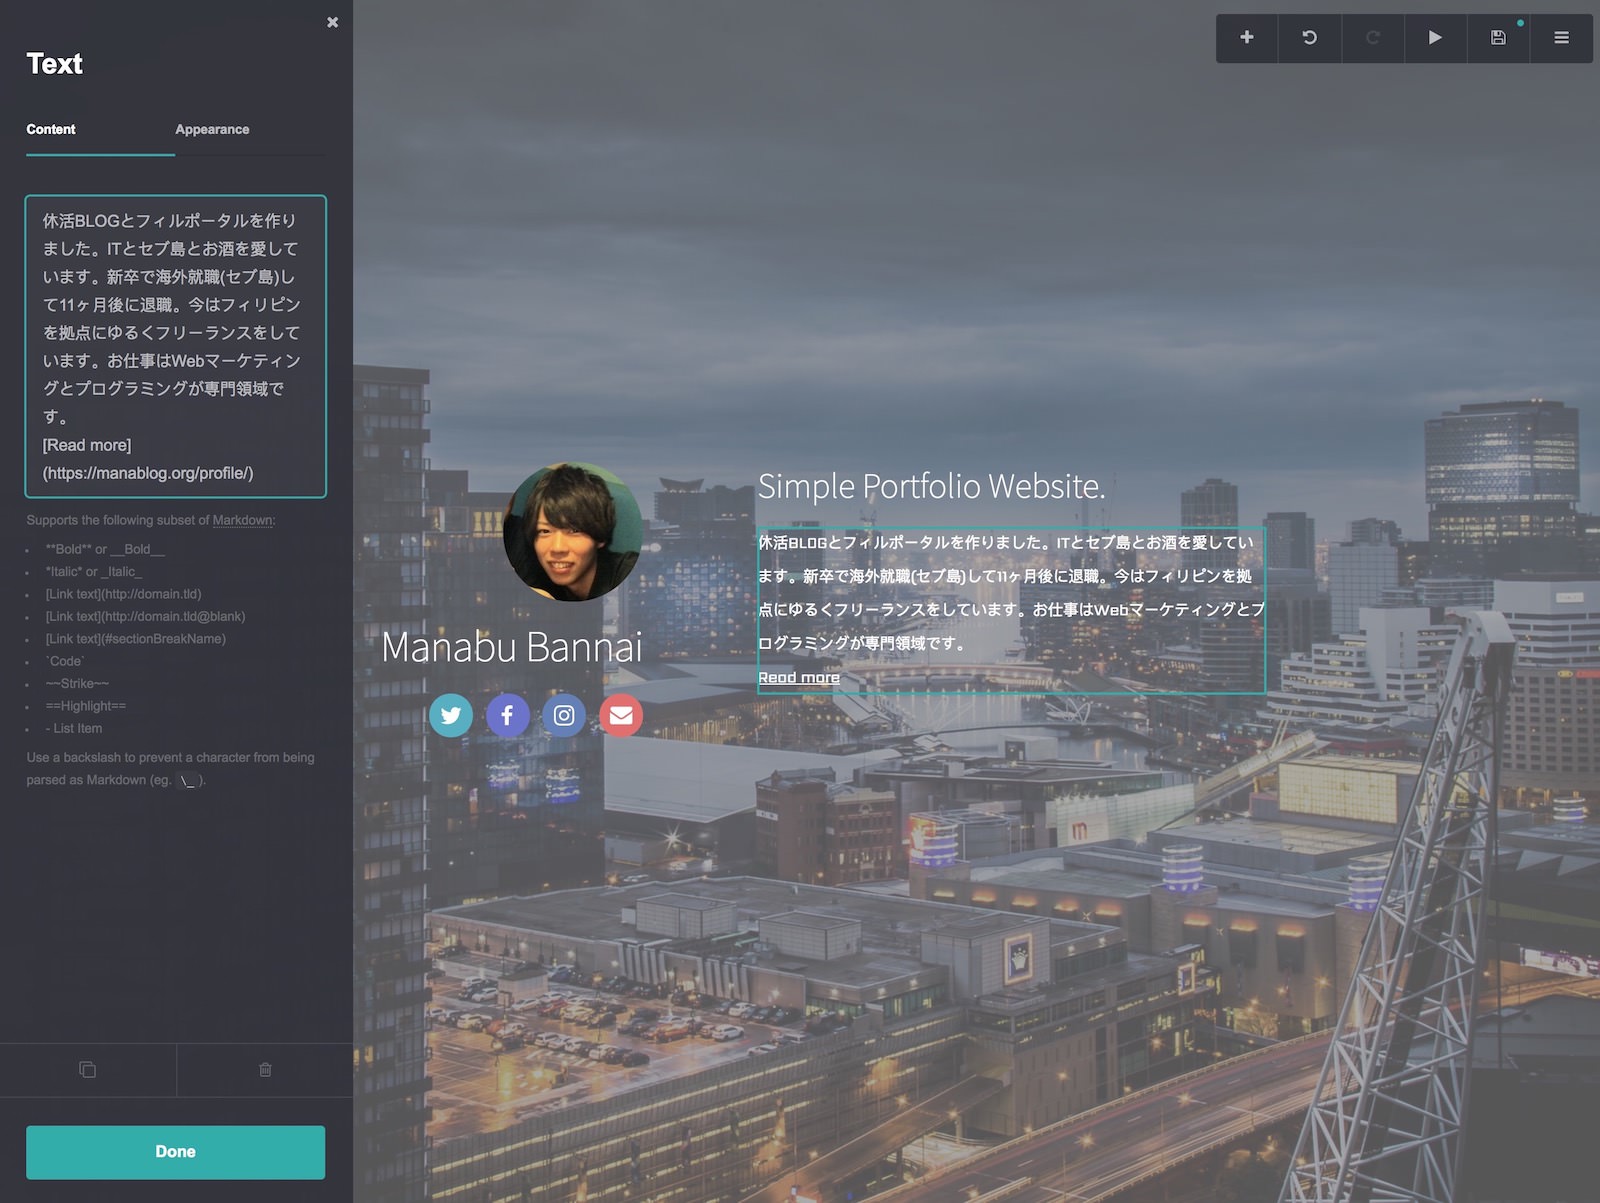 Text
Content
Appearance
休活BLOGとフィルポータルを作り
ました。ITとセブ島とお酒を愛して
います。新卒で海外就職(セブ島)し
て11ヶ月後に退職。今はフィリピン
を拠点にゆるくフリーランスをして
います。お仕事はWebマーケティン
グとプログラミングが専門領域で
す。
[Read more]
(https://manablog.org/profile/)
Supports the following subset of Markdown:
**Bold** or __Bold__
*Italic* or _Italic_
[Link text](http://domain.tld)
[Link text](http://domain.tld@blank)
[Link text](#sectionBreakName)
`Code`
~~Strike~~
==Highlight==
- List Item
Use a backslash to prevent a character from being
parsed as Markdown (eg. \_ ).
Done
Manabu Bannai
Simple Portfolio Website.
休活BLOGとフィルポータルを作りました。ITとセブ島とお酒を愛してい
ます。新卒で海外就職(セブ島)して11ヶ月後に退職。今はフィリピンを拠
点にゆるくフリーランスをしています。お仕事はWebマーケティングとプ
ログラミングが専門領域です。
Read more